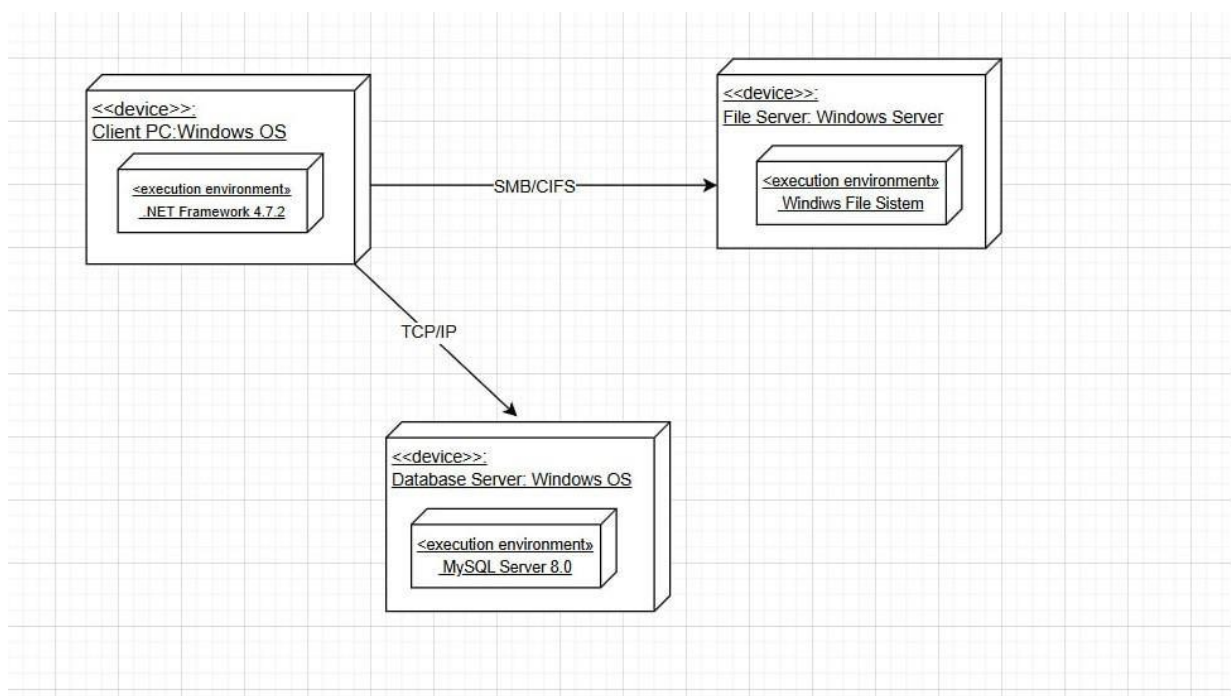 <<device>>:
Client PC:Windows OS
<execution environment»
.NET Framework 4.7.2
SMB/CIFS
<<device>>:
File Server: Windows Server
<execution environment»
Windiws File Sistem
TCP/IP
<<device>>:
Database Server: Windows OS
<execution environment»
MySQL Server 8.0